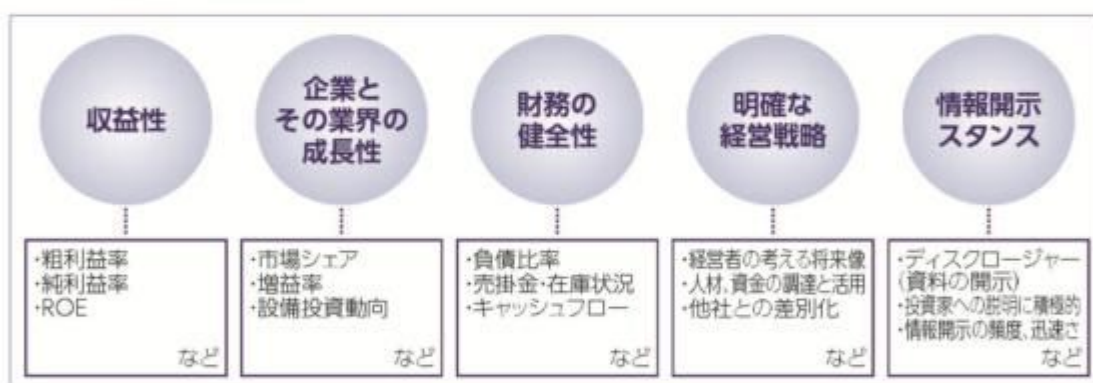 収益性
企業と
その業界の
成長性
財務の
健全性
明確な
経営戦略
情報開示
スタンス
・粗利益率
・純利益率
・ROE
など
・市場シェア
・増益率
・設備投資動向
など
・負債比率
・売掛金・在庫状況
・キャッシュフロー
など
・経営者の考える将来像
・人材、資金の調達と活用
・他社との差別化
など
・ディスクロージャー
(資料の開示)
・投資家への説明に積極的
・情報開示の頻度、迅速さ
など